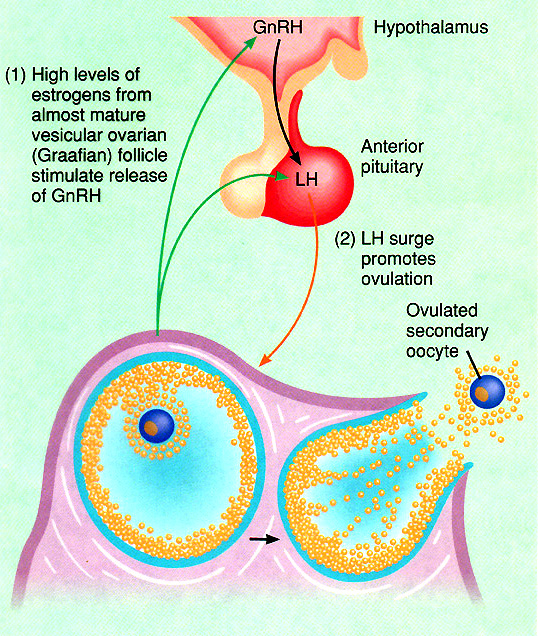 GnRH
Hypothalamus
(1) High levels of
estrogens from
almost mature
vesicular ovarian
(Graafian) follicle
stimulate release
of GnRH
Anterior
pituitary
LH
(2) LH surge
promotes
ovulation
Ovulated
secondary
oocyte